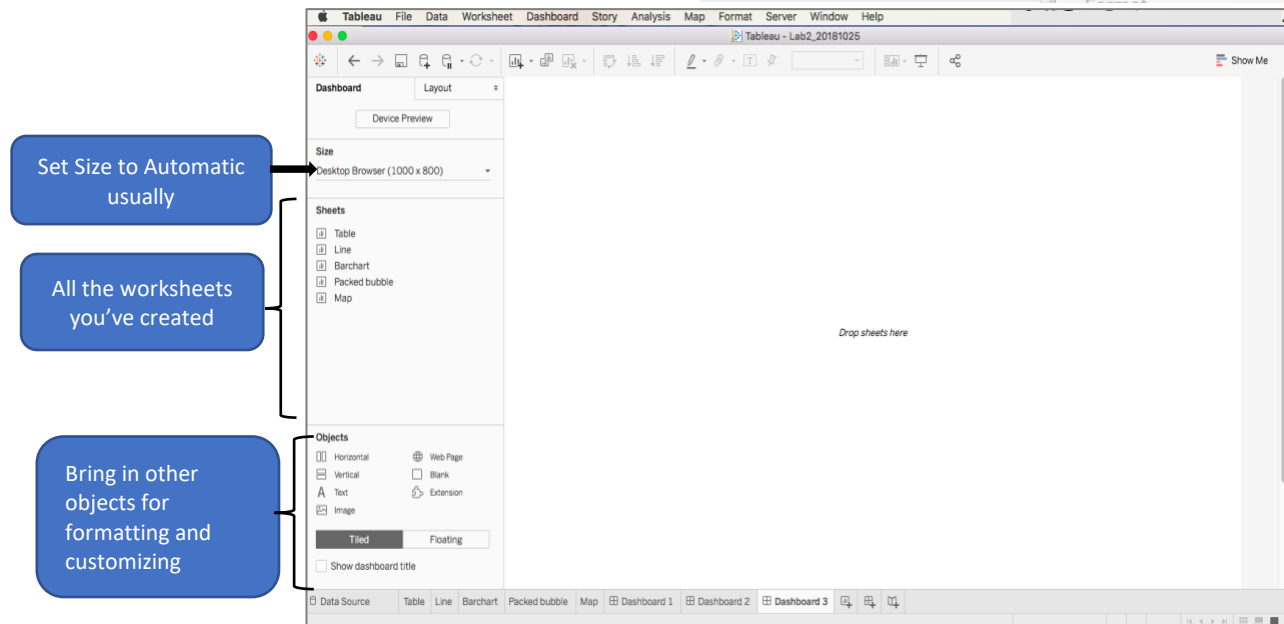 Tableau File Data Worksheet Dashboard Story Analysis Map Format Server Window Help
Tableau - Lab2_20181025
Show Me
Dashboard Layout
Device Preview
Set Size to Automatic
usually
Size
Desktop Browser (1000 x 800)
Sheets
Table
Line
Barchart
Packed bubble
Map
All the worksheets
you’ve created
Drop sheets here
Bring in other
objects for
formatting and
customizing
Objects
Horizontal Web Page
Vertical Blank
A Text Extension
Image
Tiled Floating
Show dashboard title
Data Source Table Line Barchart Packed bubble Map Dashboard 1 Dashboard 2 Dashboard 3